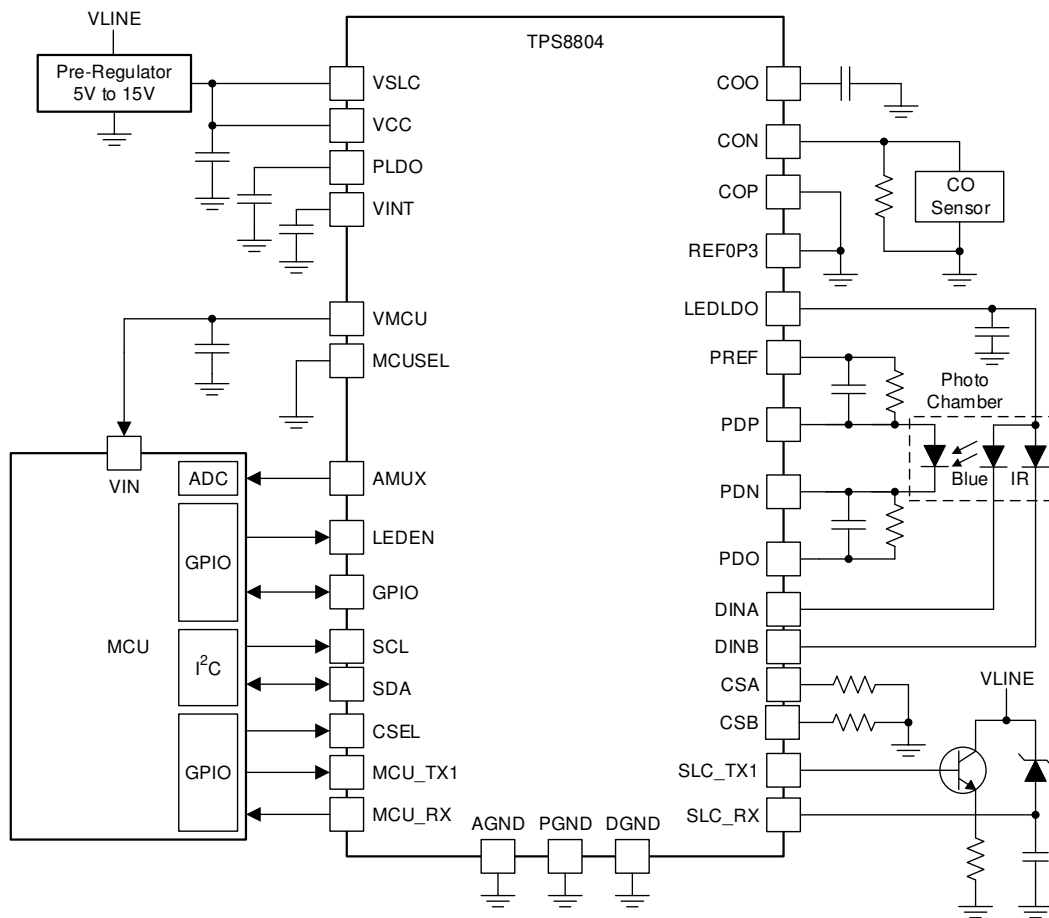 VLINE
Pre-Regulator
5V to 15V
TPS8804
VSLC
VCC
PLDO
VINT
VMCU
MCUSEL
AMUX
LEDEN
GPIO
SCL
SDA
CSEL
MCU_TX1
MCU_RX
VIN
ADC
GPIO
MCU
I²C
GPIO
AGND
PGND
DGND
COO
CON
COP
REF0P3
LEDLDO
PREF
PDP
PDN
PDO
DINA
DINB
CSA
CSB
SLC_TX1
SLC_RX
CO
Sensor
Photo
Chamber
Blue
IR
VLINE